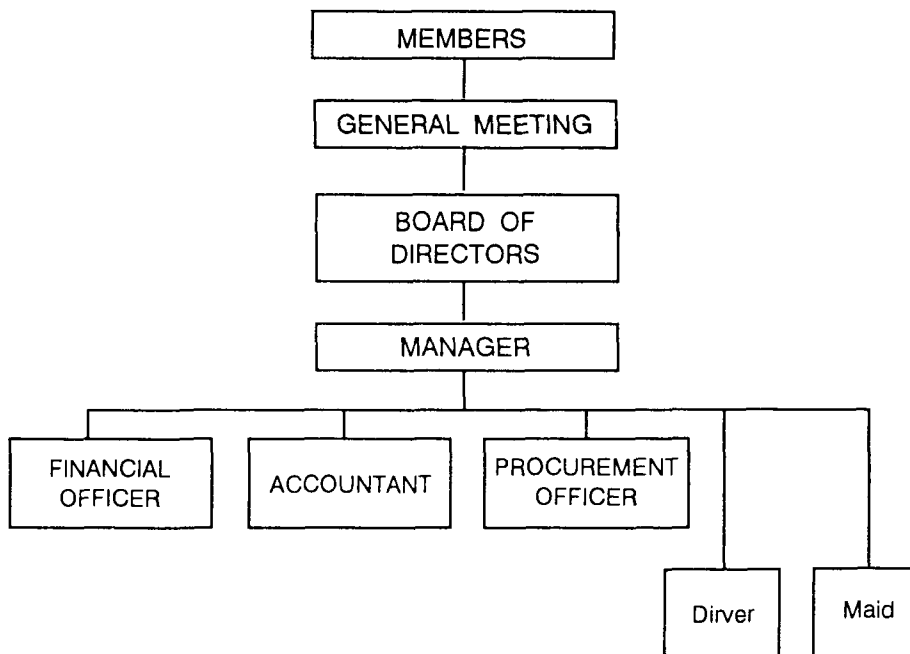 MEMBERS
GENERAL MEETING
BOARD OF
DIRECTORS
MANAGER
FINANCIAL
OFFICER
ACCOUNTANT
PROCUREMENT
OFFICER
Dirver
Maid